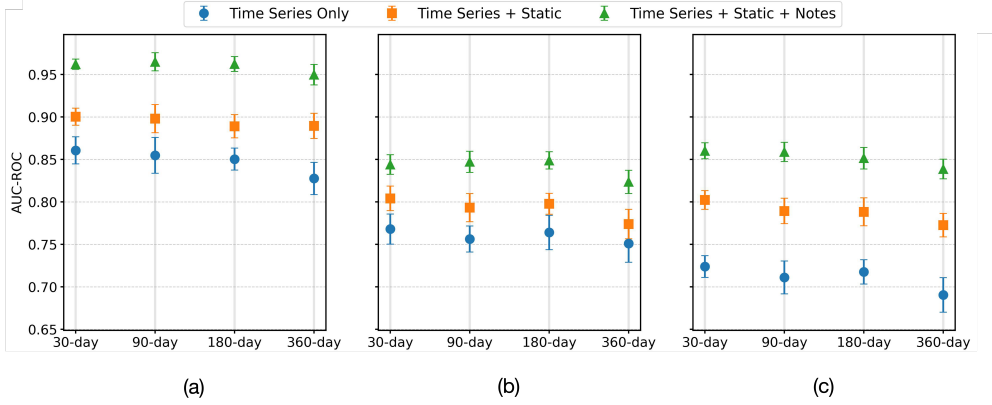 Time Series Only Time Series + Static Time Series + Static + Notes
AUC-ROC
0.95
0.90
0.85
0.80
0.75
0.70
0.65
30-day 90-day 180-day 360-day
30-day 90-day 180-day 360-day
30-day 90-day 180-day 360-day
(a) (b) (c)